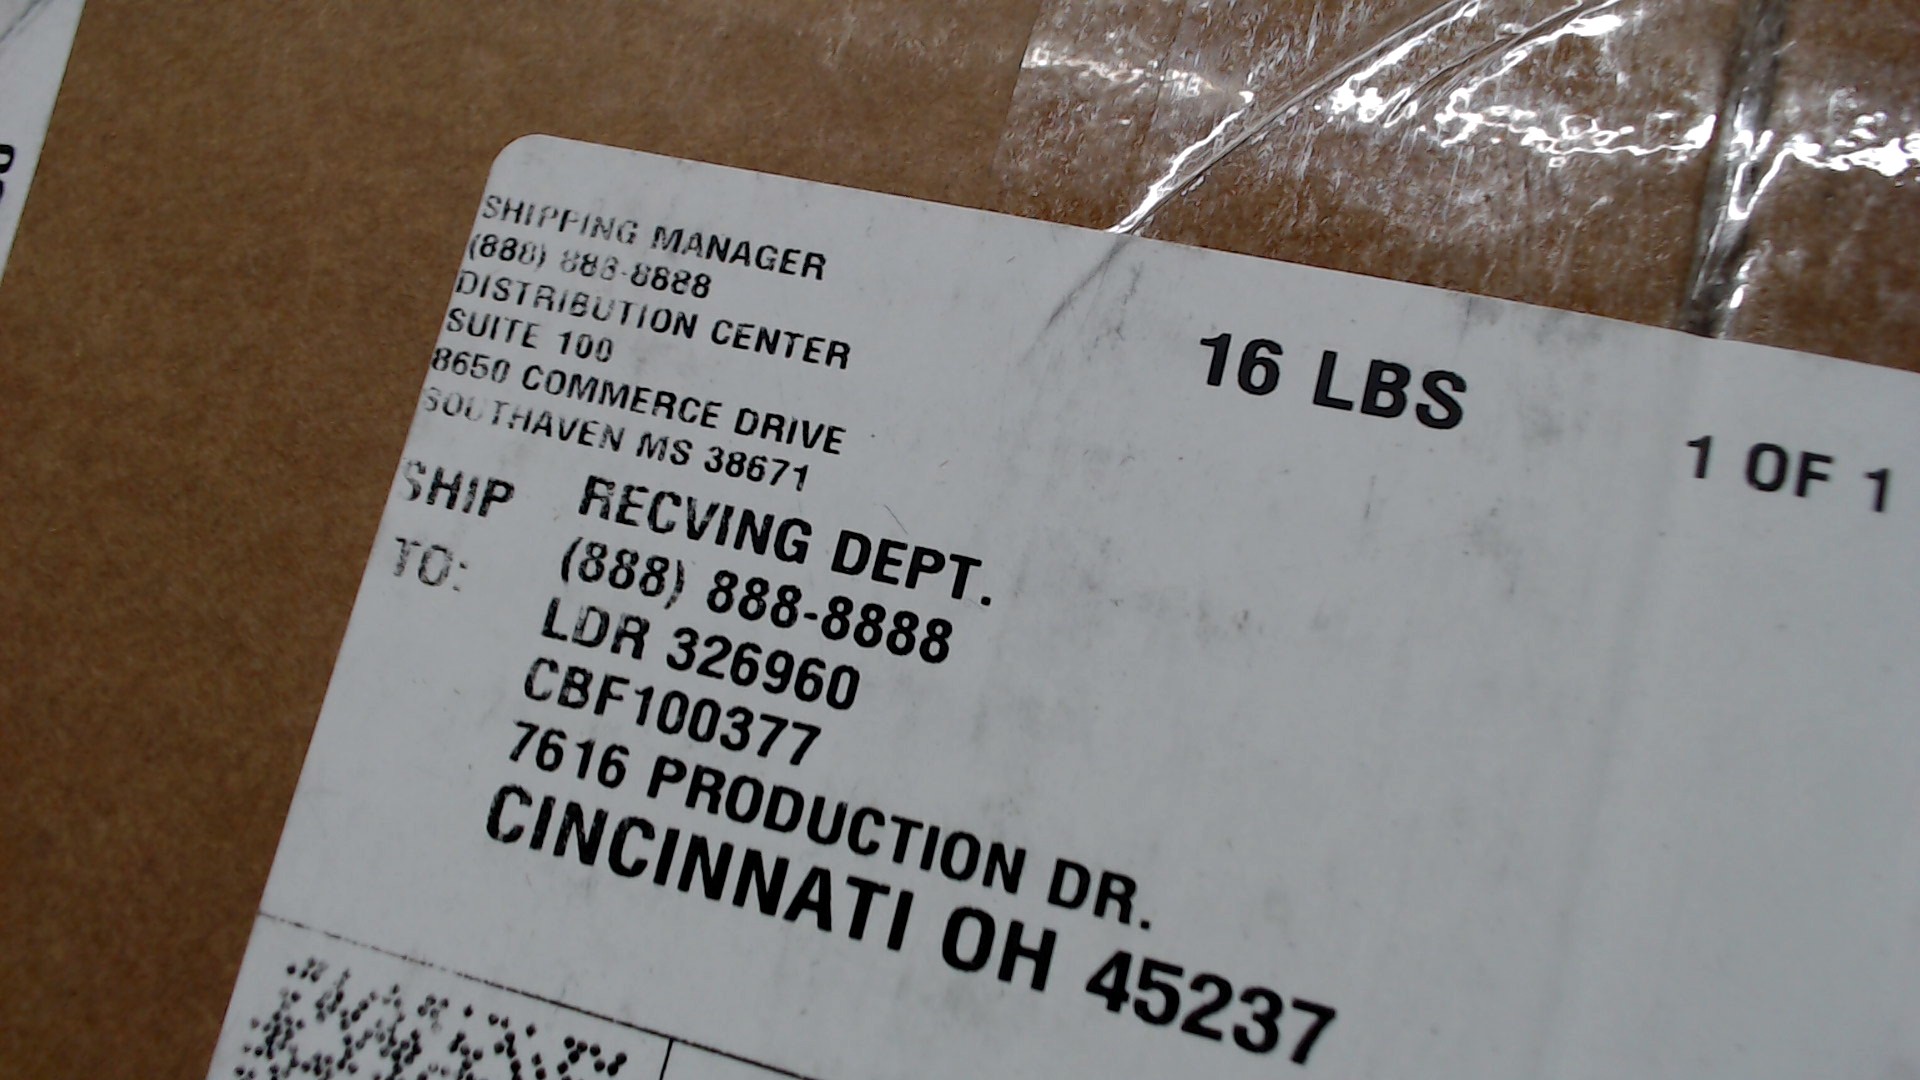 SHIPPING MANAGER
(888) 888-8888
DISTRIBUTION CENTER
SUITE 100
8650 COMMERCE DRIVE
SOUTHAVEN MS 38671
16 LBS
1 OF 1
SHIP TO:
RECVING DEPT.
(888) 888-8888
LDR 326960
CBF100377
7616 PRODUCTION DR.
CINCINNATI OH 45237